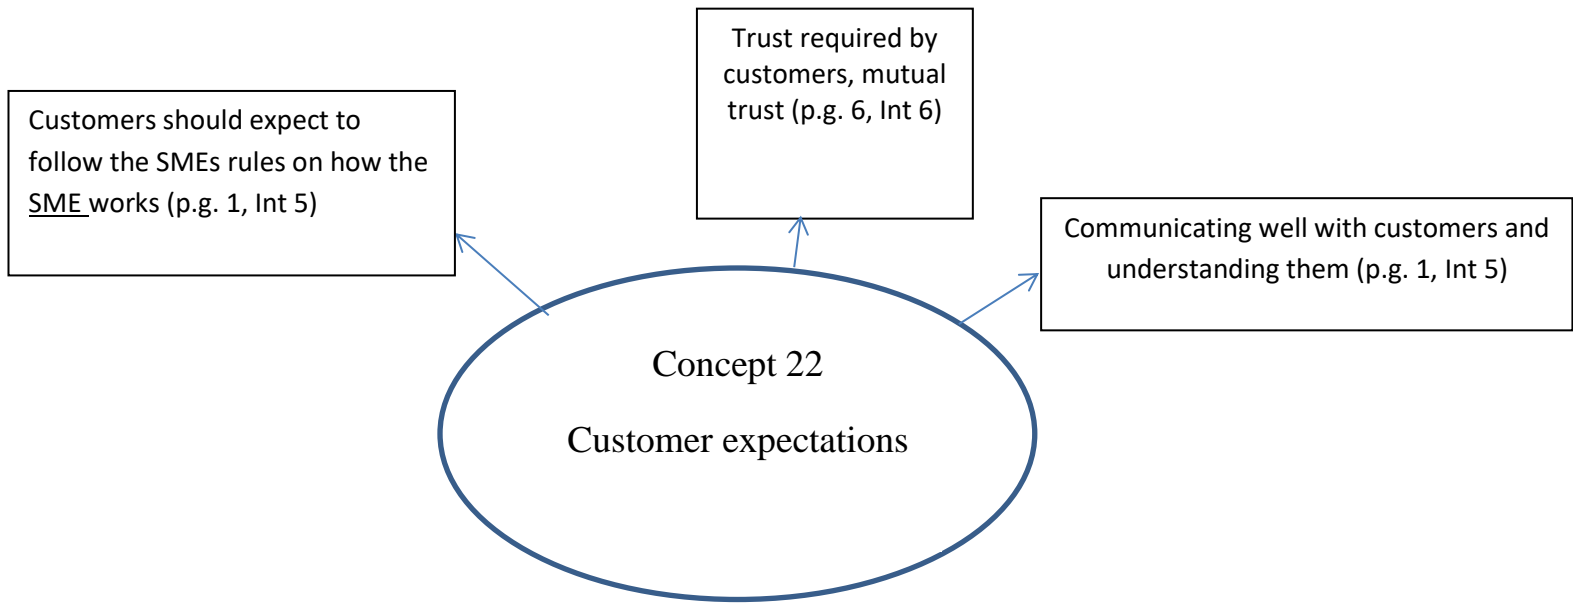 Customers should expect to
follow the SMEs rules on how the
SME works (p.g. 1, Int 5)
Trust required by
customers, mutual
trust (p.g. 6, Int 6)
Communicating well with customers and
understanding them (p.g. 1, Int 5)
Concept 22
Customer expectations